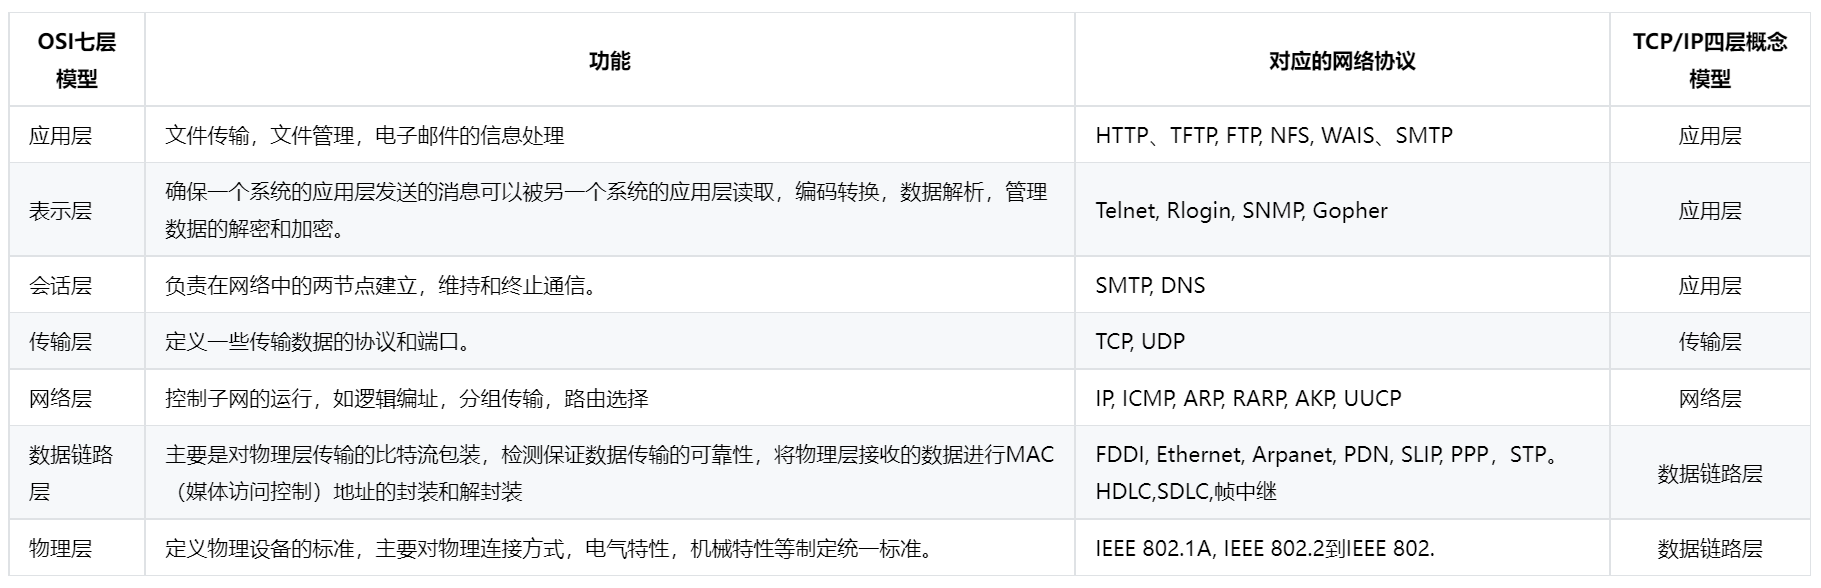 OSI七层
模型
功能
对应的网络协议
TCP/IP四层概念
模型
应用层
文件传输，文件管理，电子邮件的信息处理
HTTP、TFTP, FTP, NFS, WAIS、SMTP
应用层
表示层
确保一个系统的应用层发送的消息可以被另一个系统的应用层读取，编码转换，数据解析，管理
数据的解密和加密。
Telnet, Rlogin, SNMP, Gopher
应用层
会话层
负责在网络中的两节点建立，维持和终止通信。
SMTP, DNS
应用层
传输层
定义一些传输数据的协议和端口。
TCP, UDP
传输层
网络层
控制子网的运行，如逻辑编址，分组传输，路由选择
IP, ICMP, ARP, RARP, AKP, UUCP
网络层
数据链路
层
主要是对物理层传输的比特流包装，检测保证数据传输的可靠性，将物理层接收的数据进行MAC
（媒体访问控制）地址的封装和解封装
FDDI, Ethernet, Arpanet, PDN, SLIP, PPP，STP。
HDLC,SDLC,帧中继
数据链路层
物理层
定义物理设备的标准，主要对物理连接方式，电气特性，机械特性等制定统一标准。
IEEE 802.1A, IEEE 802.2到IEEE 802.
数据链路层